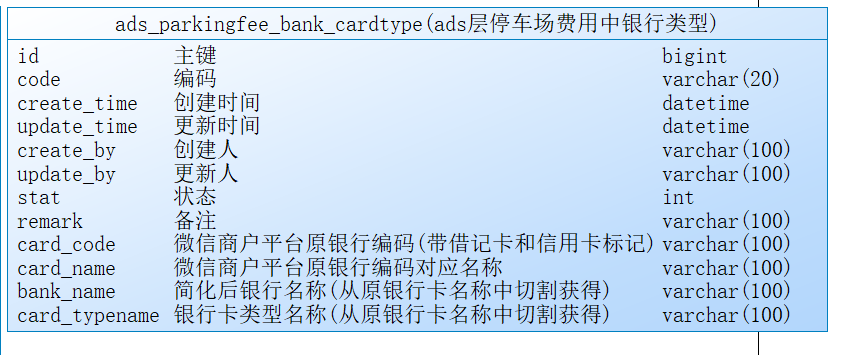 ads_parkingfee_bank_cardtype(ads层停车场费用中银行类型)
id 主键 bigint
code 编码 varchar(20)
create_time 创建时间 datetime
update_time 更新时间 datetime
create_by 创建人 varchar(100)
update_by 更新人 varchar(100)
stat 状态 int
remark 备注 varchar(100)
card_code 微信商户平台原银行编码(带借记卡和信用卡标记) varchar(100)
card_name 微信商户平台原银行编码对应名称 varchar(100)
bank_name 简化后银行名称(从原银行卡名称中切割获得) varchar(100)
card_typename 银行卡类型名称(从原银行卡名称中切割获得) varchar(100)